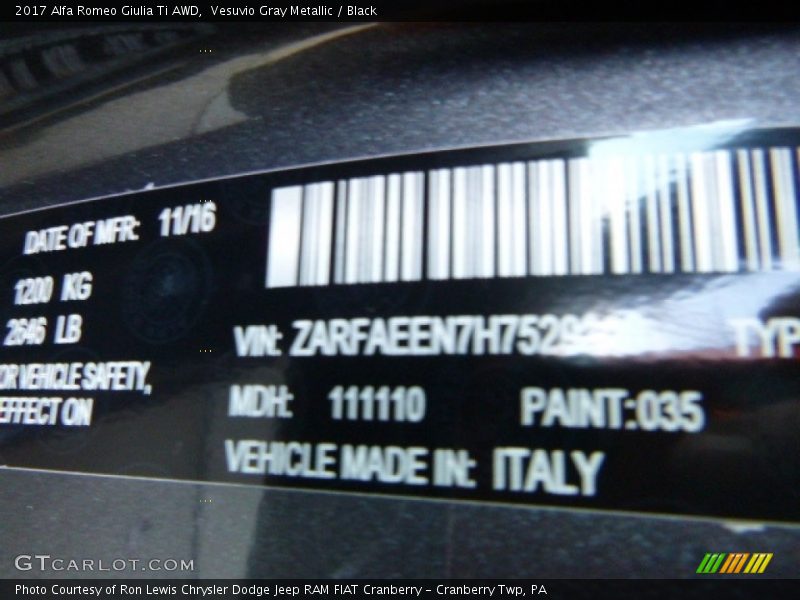 2017 Alfa Romeo Giulia Ti AWD, Vesuvio Gray Metallic / Black
DATE OF MFR: 11/16
1200 KG
2646 LB
OR VEHICLE SAFETY,
EFFECT ON
VIN: ZARFAEEN7H7529
TYP
MDH: 111110 PAINT:035
VEHICLE MADE IN: ITALY
GTCARLOT.COM
Photo Courtesy of Ron Lewis Chrysler Dodge Jeep RAM FIAT Cranberry – Cranberry Twp, PA